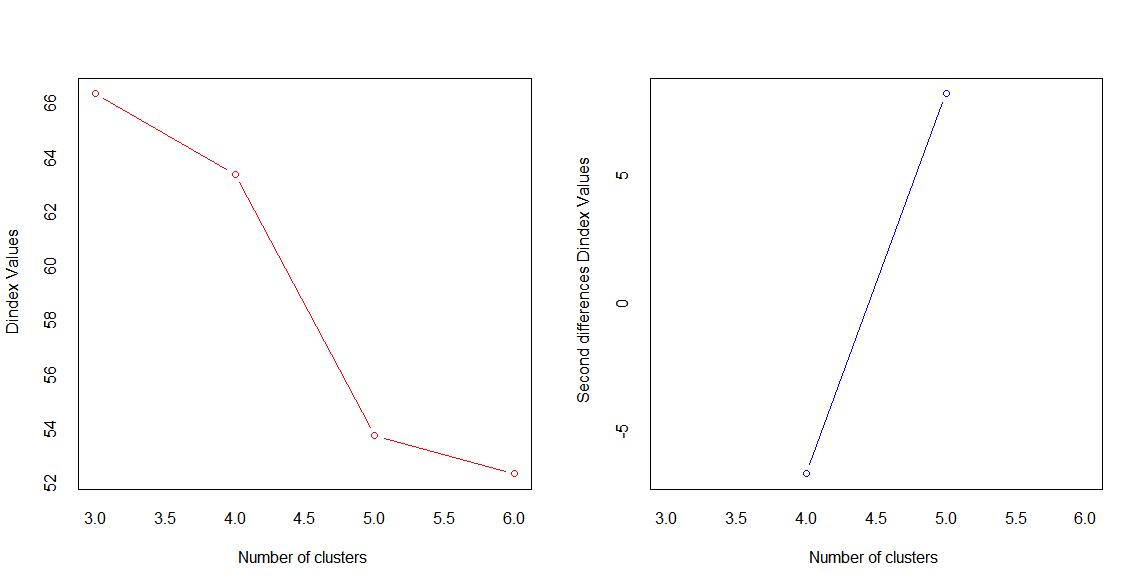 Dindex Values
66
64
62
60
58
56
54
52
3.0 3.5 4.0 4.5 5.0 5.5 6.0
Number of clusters
Second differences Dindex Values
5
0
-5
3.0 3.5 4.0 4.5 5.0 5.5 6.0
Number of clusters